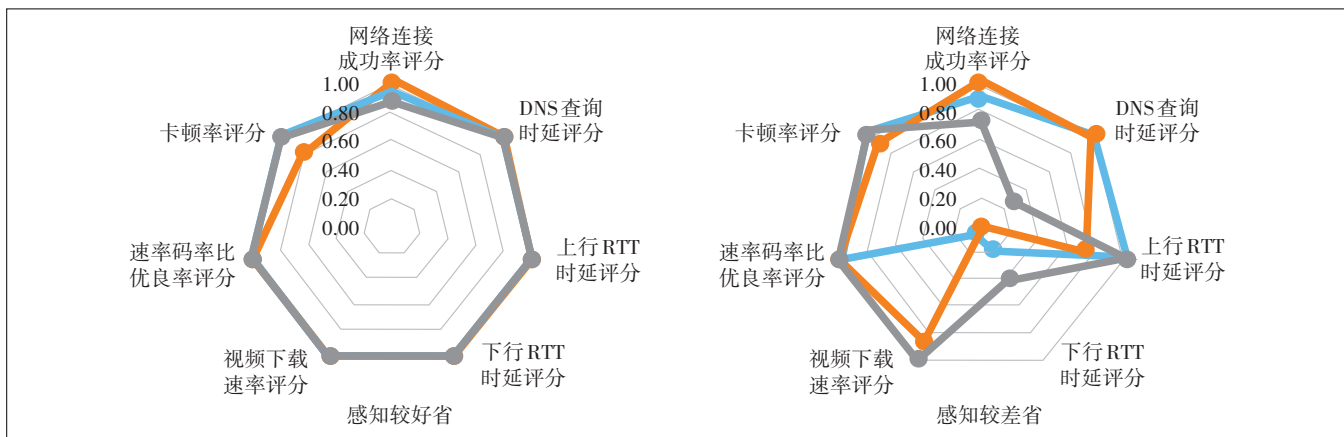 网络连接
成功率评分
1.00
0.80
0.60
0.40
0.20
0.00
DNS查询
时延评分
上行RTT
时延评分
下行RTT
时延评分
视频下载
速率评分
速率码率比
优良率评分
卡顿率评分
感知较好省
网络连接
成功率评分
1.00
0.80
0.60
0.40
0.20
0.00
DNS查询
时延评分
上行RTT
时延评分
下行RTT
时延评分
视频下载
速率评分
速率码率比
优良率评分
卡顿率评分
感知较差省